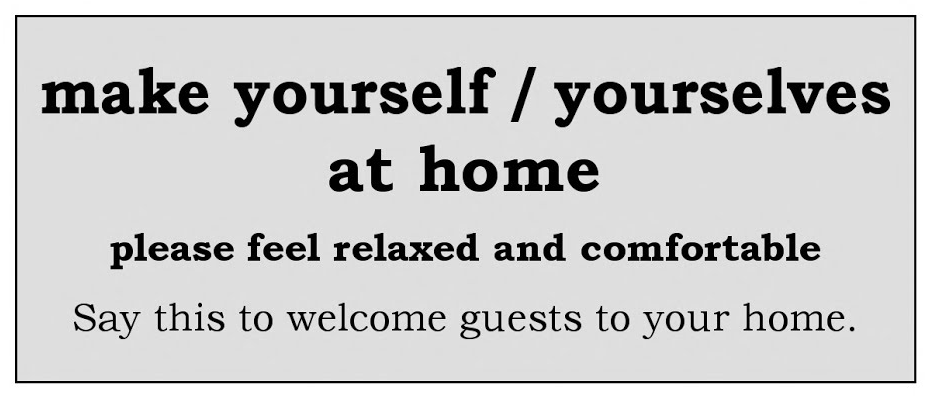 make yourself / yourselves
at home
please feel relaxed and comfortable
Say this to welcome guests to your home.